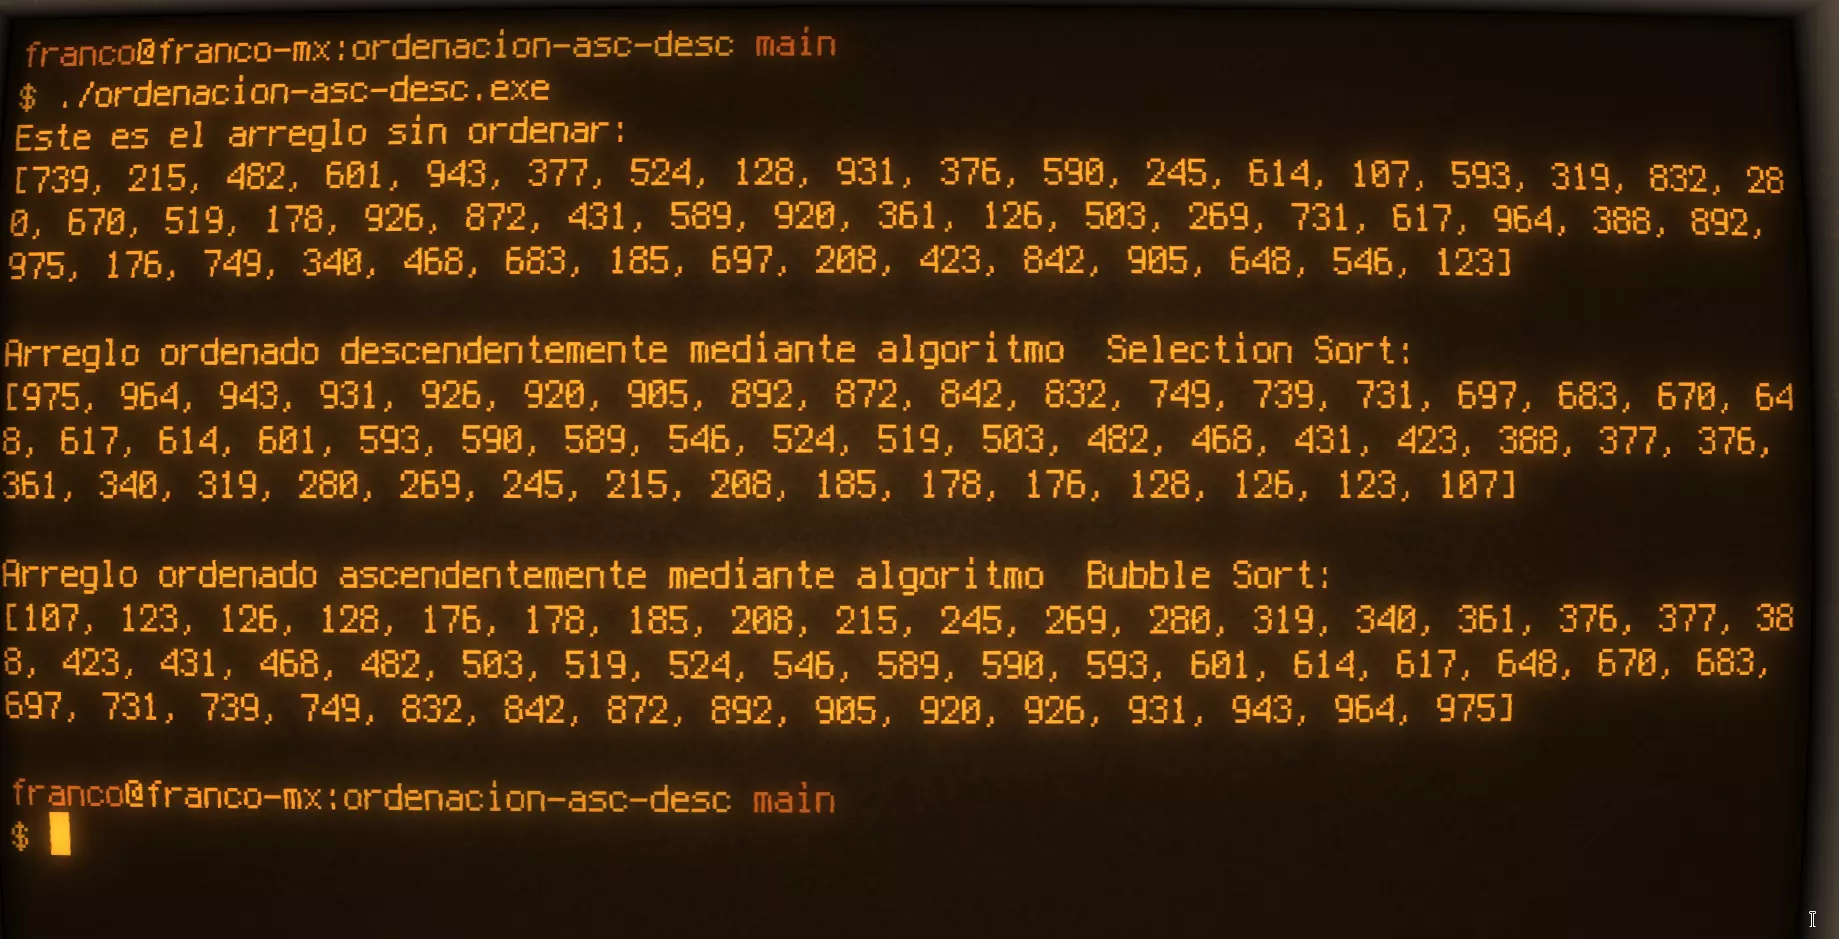 franco@franco-mx:ordenacion-asc-desc main
$ ./ordenacion-asc-desc.exe
Este es el arreglo sin ordenar:
[739, 215, 482, 601, 943, 377, 524, 128, 931, 376, 590, 245, 614, 107, 593, 319, 832, 28
0, 670, 519, 178, 926, 872, 431, 589, 920, 361, 126, 503, 269, 731, 617, 964, 388, 892,
975, 176, 749, 340, 468, 683, 185, 697, 208, 423, 842, 905, 648, 546, 123]
Arreglo ordenado descendentemente mediante algoritmo  Selection Sort:
[975, 964, 943, 931, 926, 920, 905, 892, 872, 842, 832, 749, 739, 731, 697, 683, 670, 64
8, 617, 614, 601, 593, 590, 589, 546, 524, 519, 503, 482, 468, 431, 423, 388, 377, 376,
361, 340, 319, 280, 269, 245, 215, 208, 185, 178, 176, 128, 126, 123, 107]
Arreglo ordenado ascendentemente mediante algoritmo  Bubble Sort:
[107, 123, 126, 128, 176, 178, 185, 208, 215, 245, 269, 280, 319, 340, 361, 376, 377, 38
8, 423, 431, 468, 482, 503, 519, 524, 546, 589, 590, 593, 601, 614, 617, 648, 670, 683,
697, 731, 739, 749, 832, 842, 872, 892, 905, 920, 926, 931, 943, 964, 975]
franco@franco-mx:ordenacion-asc-desc main
$